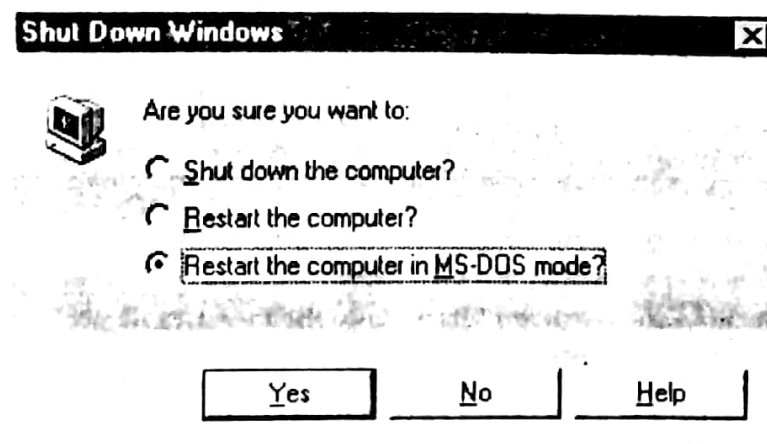 Shut Down Windows
Are you sure you want to:
Shut down the computer?
Restart the computer?
Restart the computer in MS-DOS mode?
Yes No Help